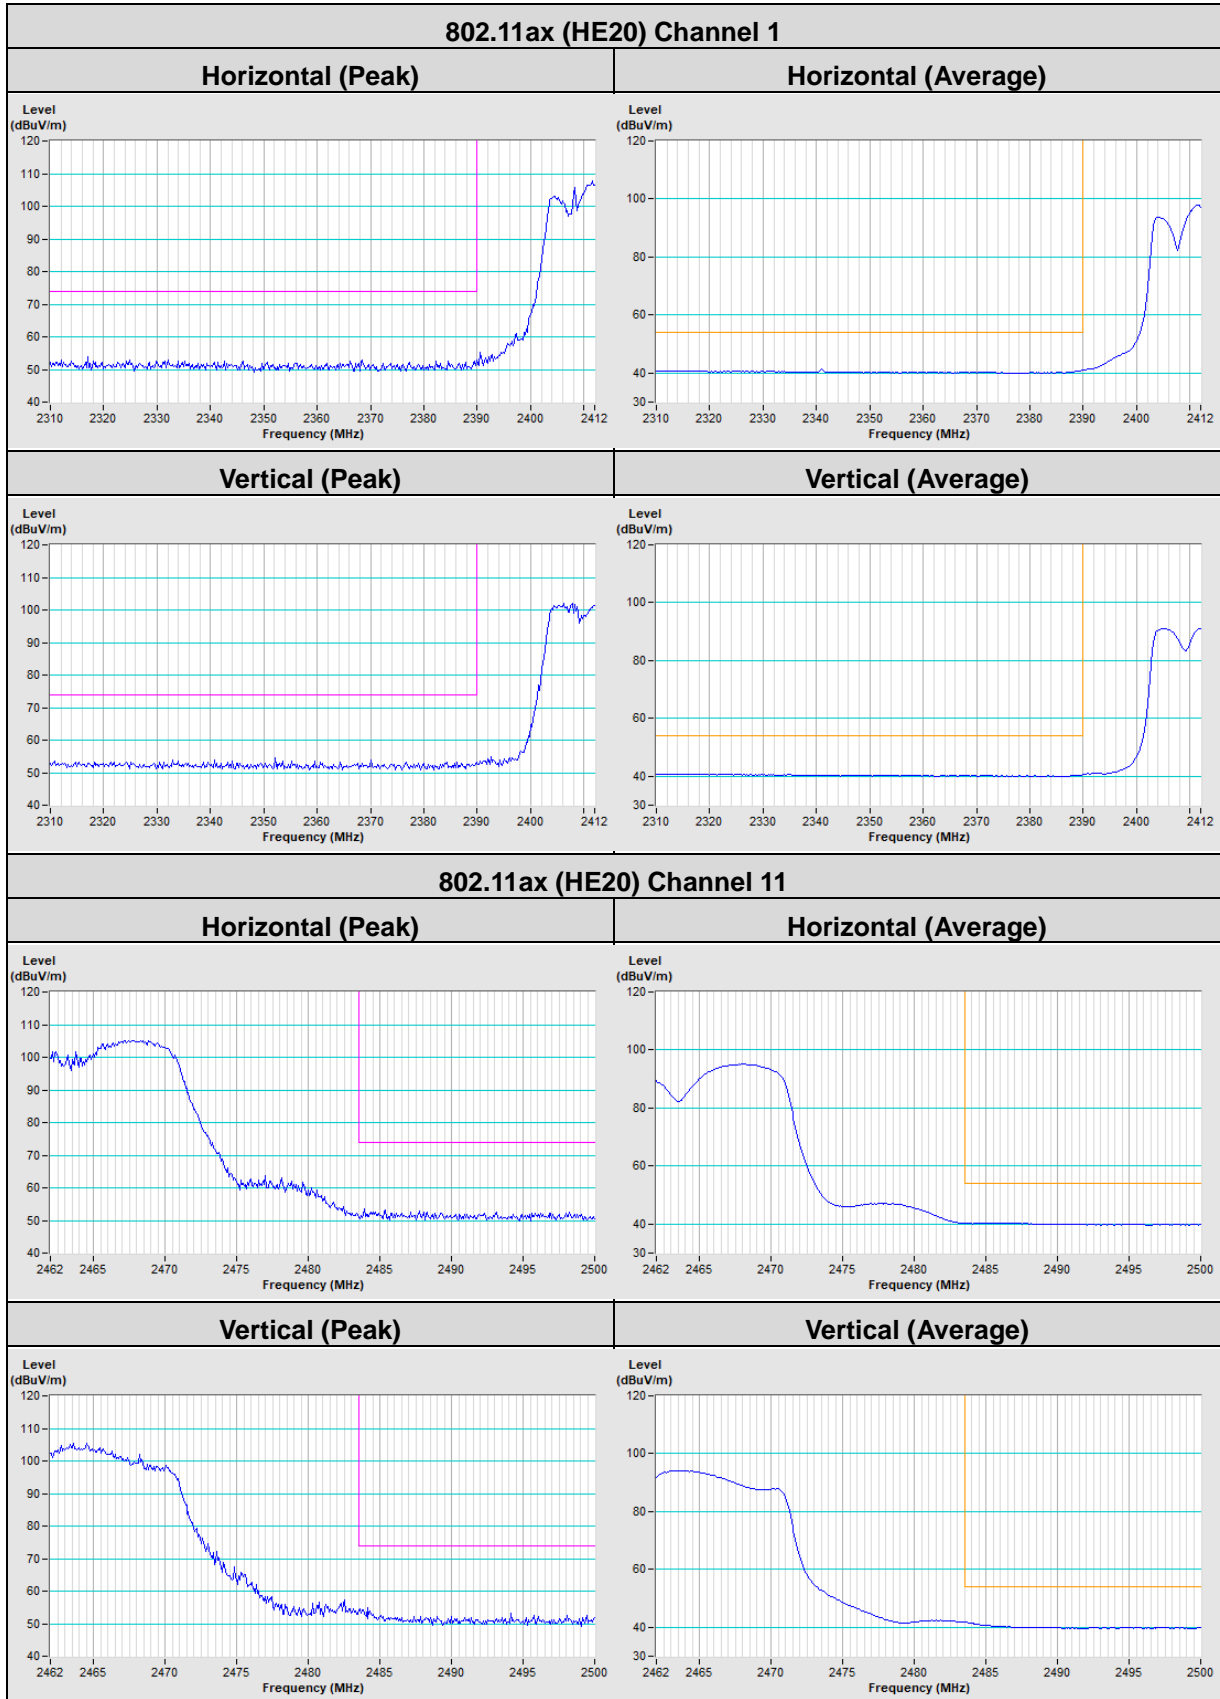 802.11ax (HE20) Channel 1
Horizontal (Peak)
Horizontal (Average)
Level
(dBuV/m)
120
110
100
90
80
70
60
50
40
2310 2320 2330 2340 2350 2360 2370 2380 2390 2400 2412
Frequency (MHz)
Level
(dBuV/m)
120
100
80
60
40
30
2310 2320 2330 2340 2350 2360 2370 2380 2390 2400 2412
Frequency (MHz)
Vertical (Peak)
Vertical (Average)
Level
(dBuV/m)
120
110
100
90
80
70
60
50
40
2310 2320 2330 2340 2350 2360 2370 2380 2390 2400 2412
Frequency (MHz)
Level
(dBuV/m)
120
100
80
60
40
30
2310 2320 2330 2340 2350 2360 2370 2380 2390 2400 2412
Frequency (MHz)
802.11ax (HE20) Channel 11
Horizontal (Peak)
Horizontal (Average)
Level
(dBuV/m)
120
110
100
90
80
70
60
50
40
2462 2465 2470 2475 2480 2485 2490 2495 2500
Frequency (MHz)
Level
(dBuV/m)
120
100
80
60
40
30
2462 2465 2470 2475 2480 2485 2490 2495 2500
Frequency (MHz)
Vertical (Peak)
Vertical (Average)
Level
(dBuV/m)
120
110
100
90
80
70
60
50
40
2462 2465 2470 2475 2480 2485 2490 2495 2500
Frequency (MHz)
Level
(dBuV/m)
120
100
80
60
40
30
2462 2465 2470 2475 2480 2485 2490 2495 2500
Frequency (MHz)